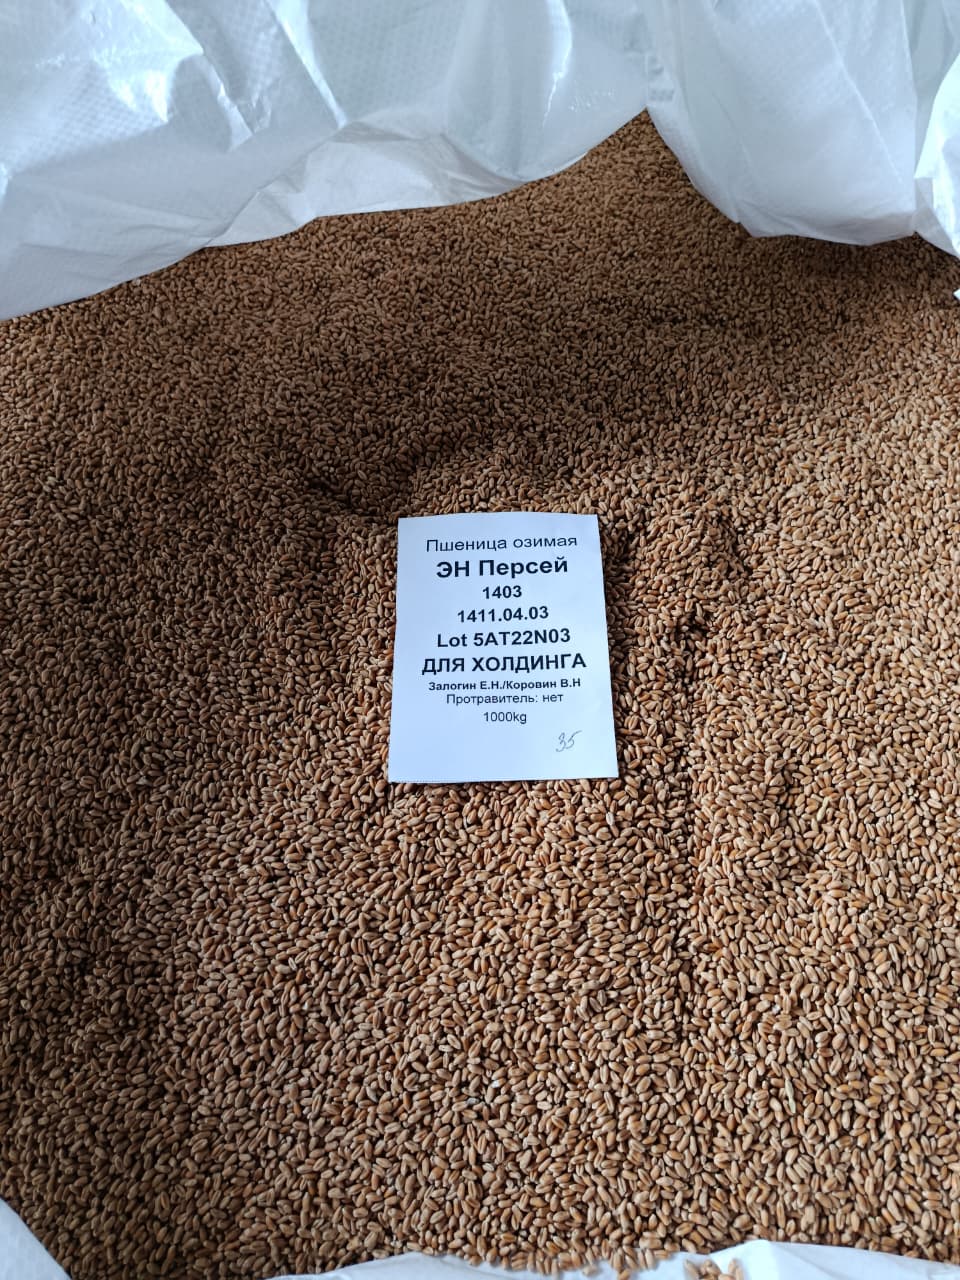 Пшеница озимая
ЭН Персей
1403
1411.04.03
Lot 5AT22N03
ДЛЯ ХОЛДИНГА
Залогин Е.Н./Коровин В.Н
Протравитель: нет
1000kg
35